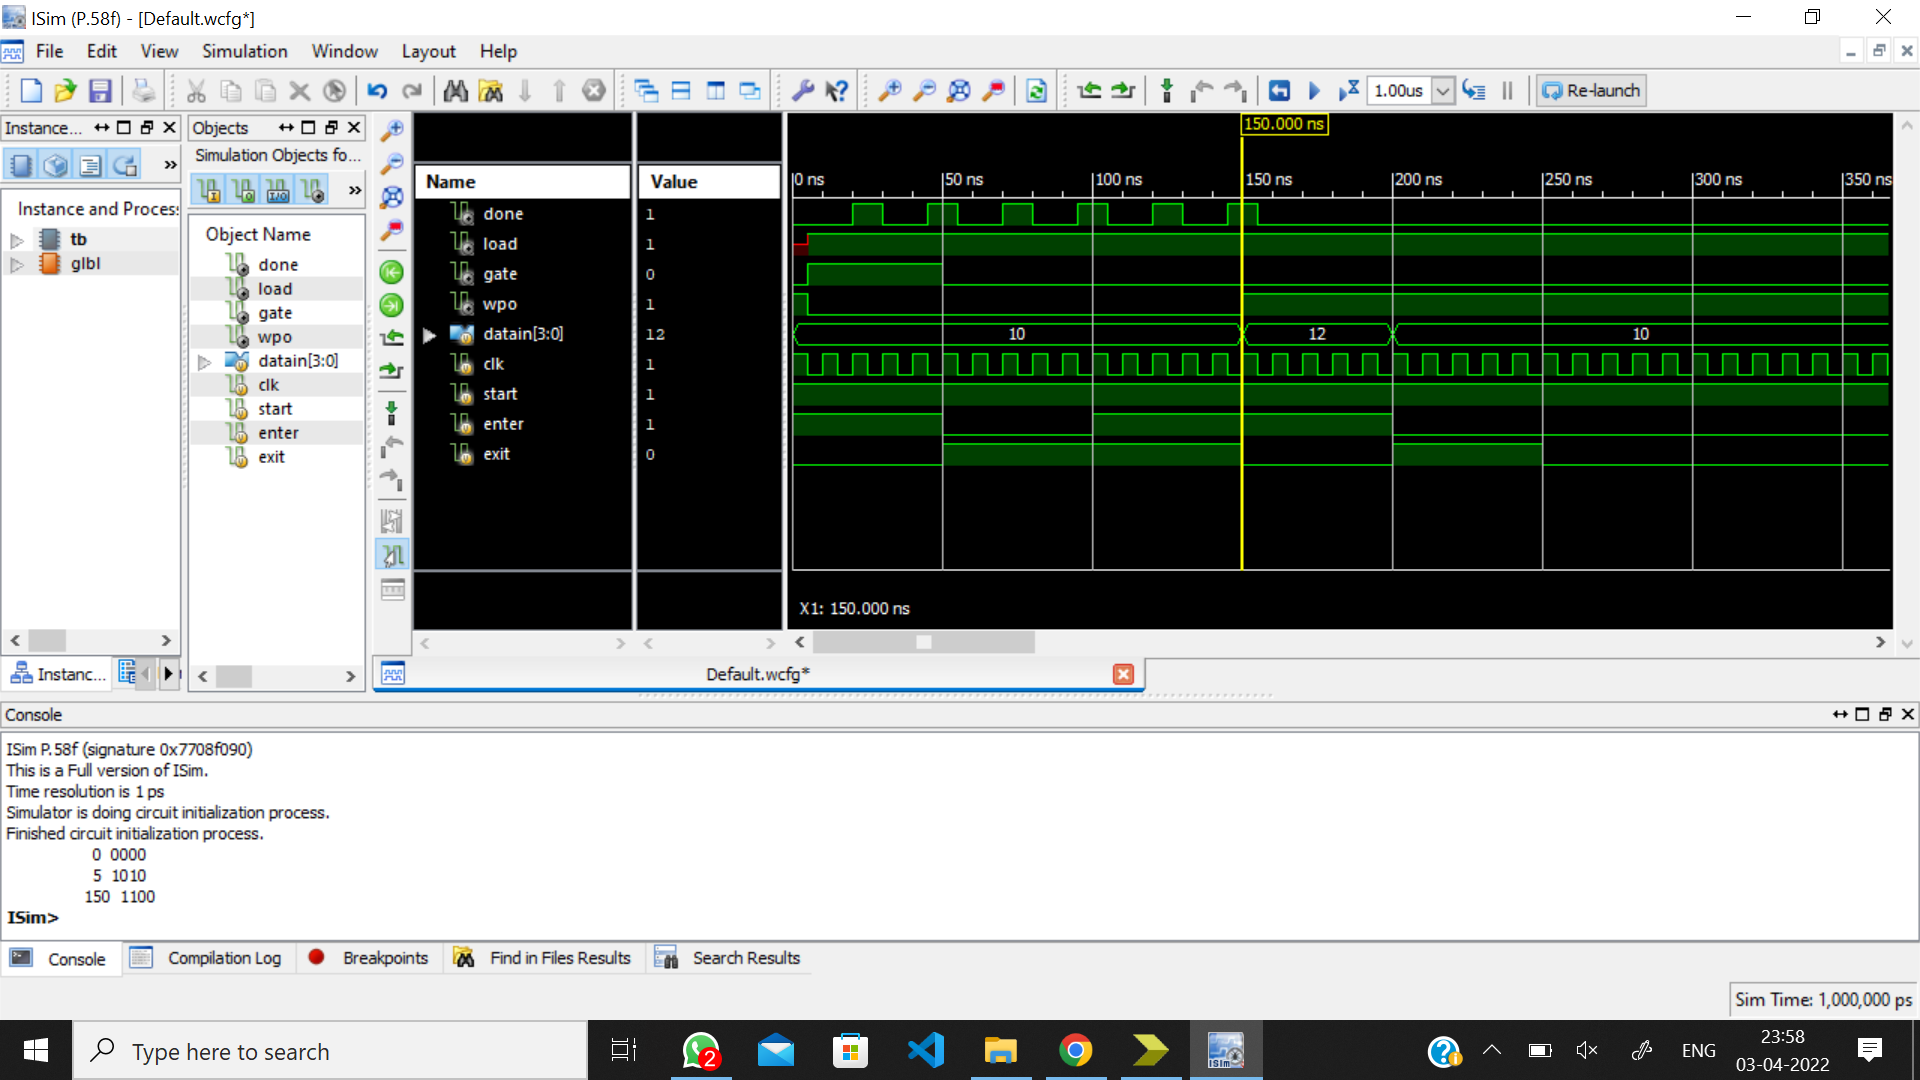 ISim (P.58f) - [Default.wcfg*]
File Edit View Simulation Window Layout Help
1.00us Re-launch
Instance... Objects
Simulation Objects fo...
Instance and Process
tb
glbl
Object Name
done
load
gate
wpo
datain[3:0]
clk
start
enter
exit
Name Value
done 1
load 1
gate 0
wpo 1
datain[3:0] 12
clk 1
start 1
enter 1
exit 0
150.000 ns
0 ns 50 ns 100 ns 150 ns 200 ns 250 ns 300 ns 350 ns
10 12 10
X1: 150.000 ns
Instanc...
Default.wcfg*
Console
ISim P.58f (signature 0x7708f090)
This is a Full version of ISim.
Time resolution is 1 ps
Simulator is doing circuit initialization process.
Finished circuit initialization process.
0 0000
5 1010
150 1100
ISim>
Console Compilation Log Breakpoints Find in Files Results Search Results
Sim Time: 1,000,000 ps
Type here to search
2
ISim
ENG
23:58
03-04-2022